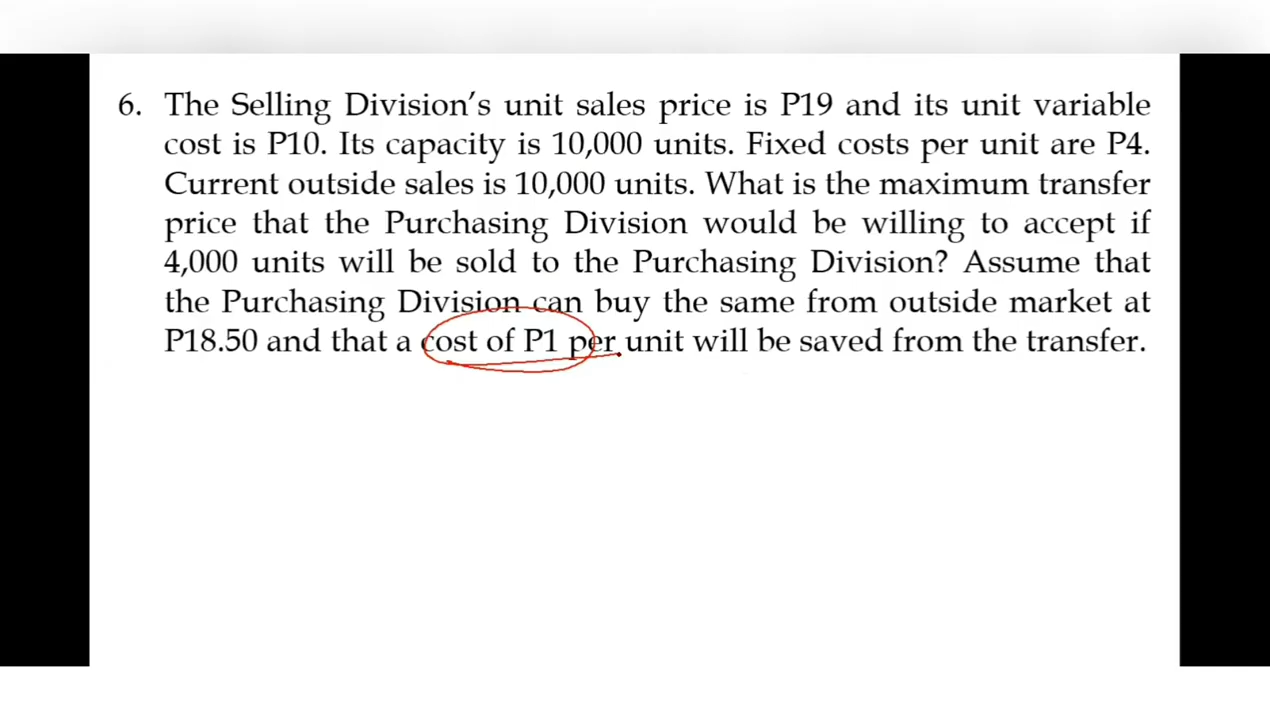 6. The Selling Division's unit sales price is P19 and its unit variable
cost is P10. Its capacity is 10,000 units. Fixed costs per unit are P4.
Current outside sales is 10,000 units. What is the maximum transfer
price that the Purchasing Division would be willing to accept if
4,000 units will be sold to the Purchasing Division? Assume that
the Purchasing Division can buy the same from outside market at
P18.50 and that a cost of P1 per unit will be saved from the transfer.